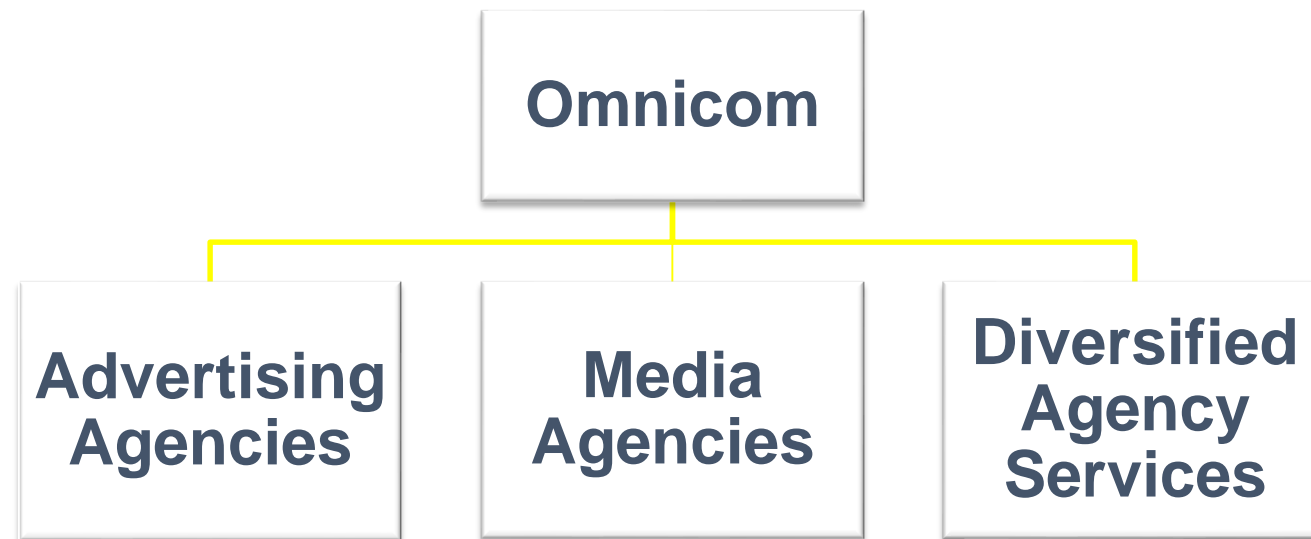 Omnicom
Advertising
Agencies
Media
Agencies
Diversified
Agency
Services